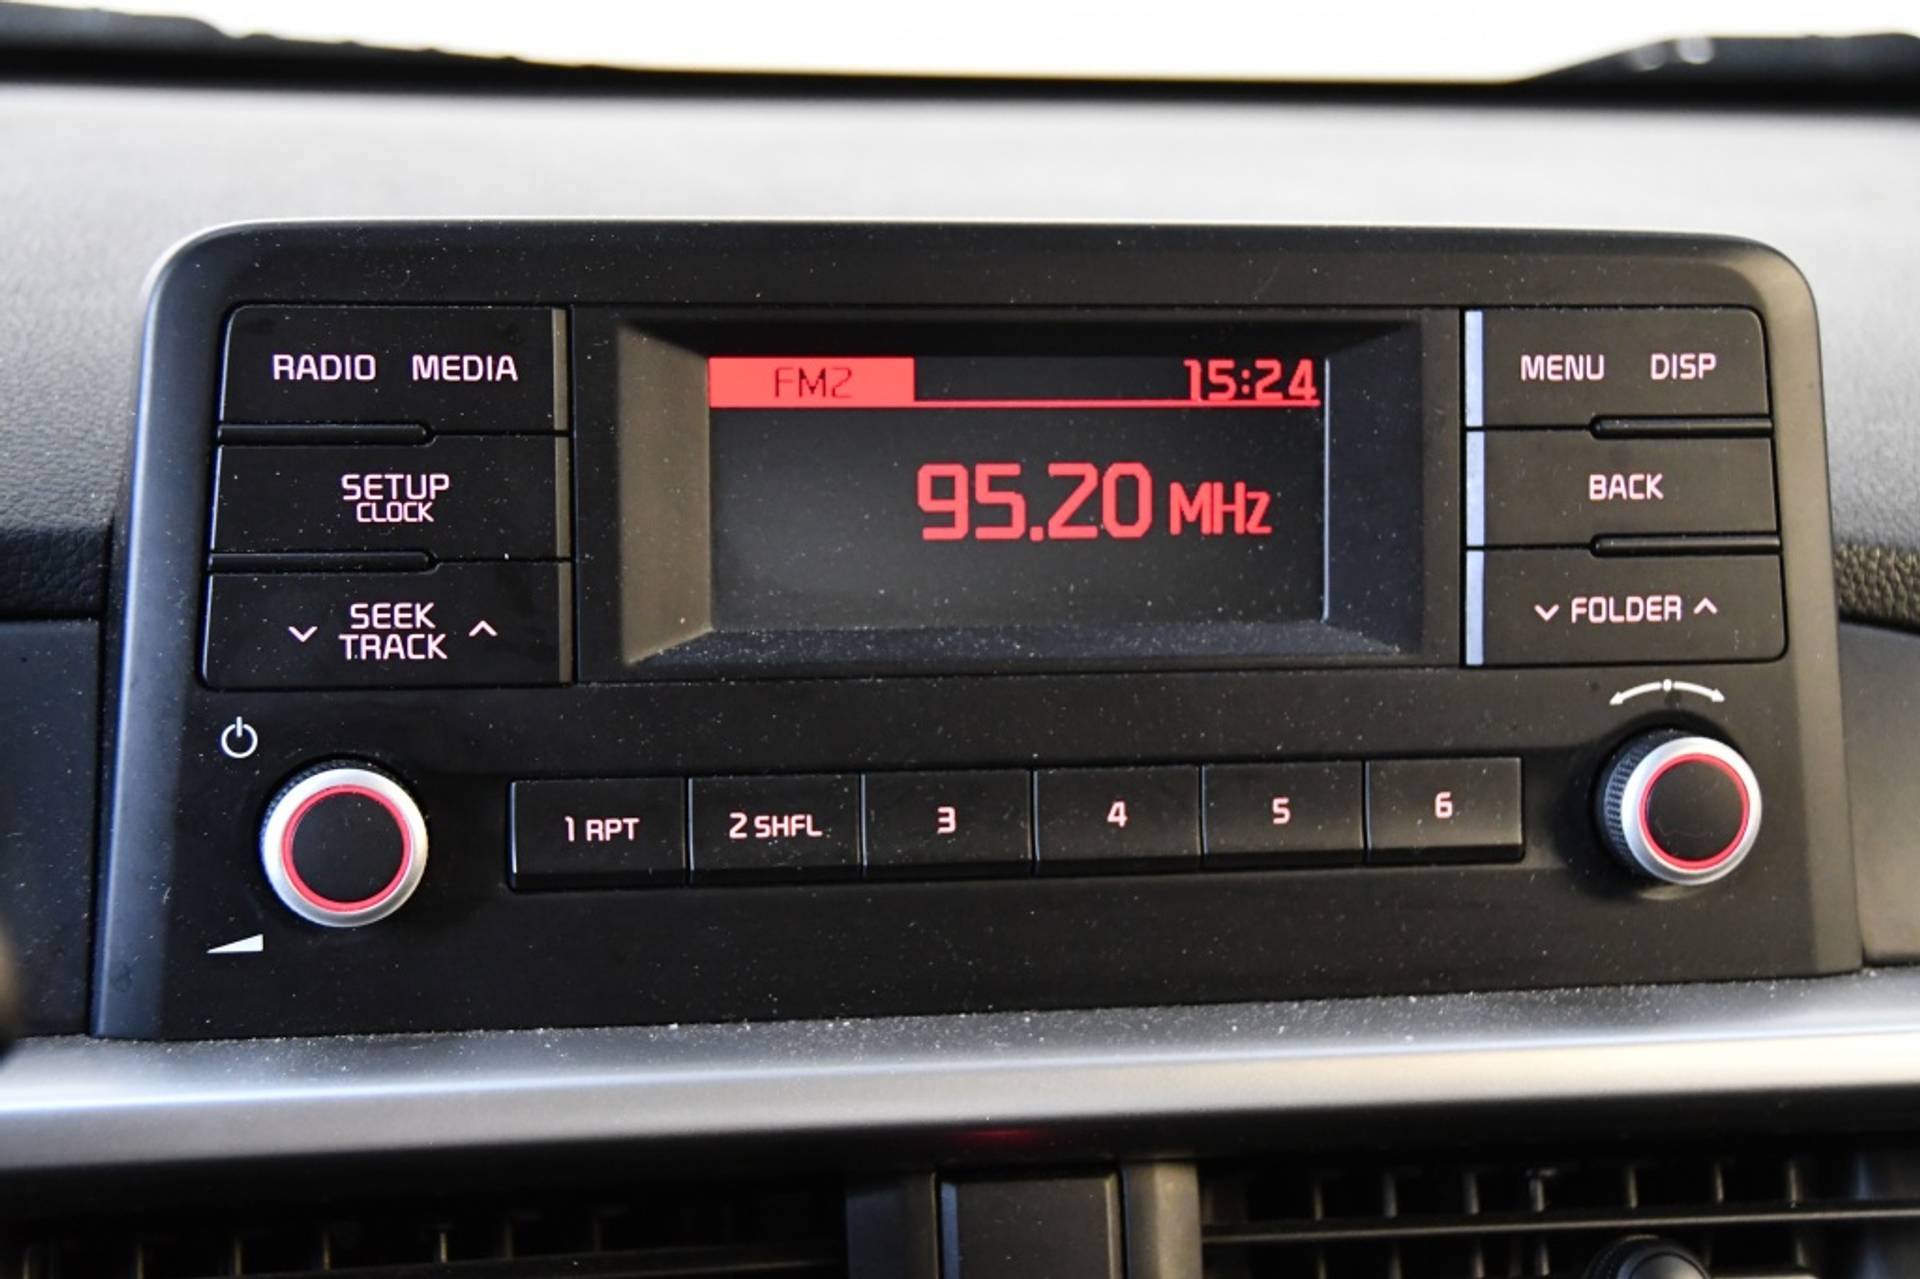 RADIO MEDIA
FM2 15:24
MENU DISP
SETUP
CLOCK
95.20 MHz
BACK
SEEK
TRACK
FOLDER
1 RPT 2 SHFL 3 4 5 6